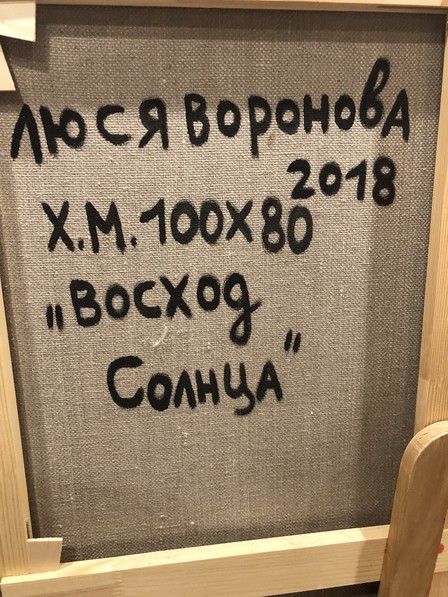 Люся Воронова
2018
Х.М. 100Х80
„Восход
Солнца"